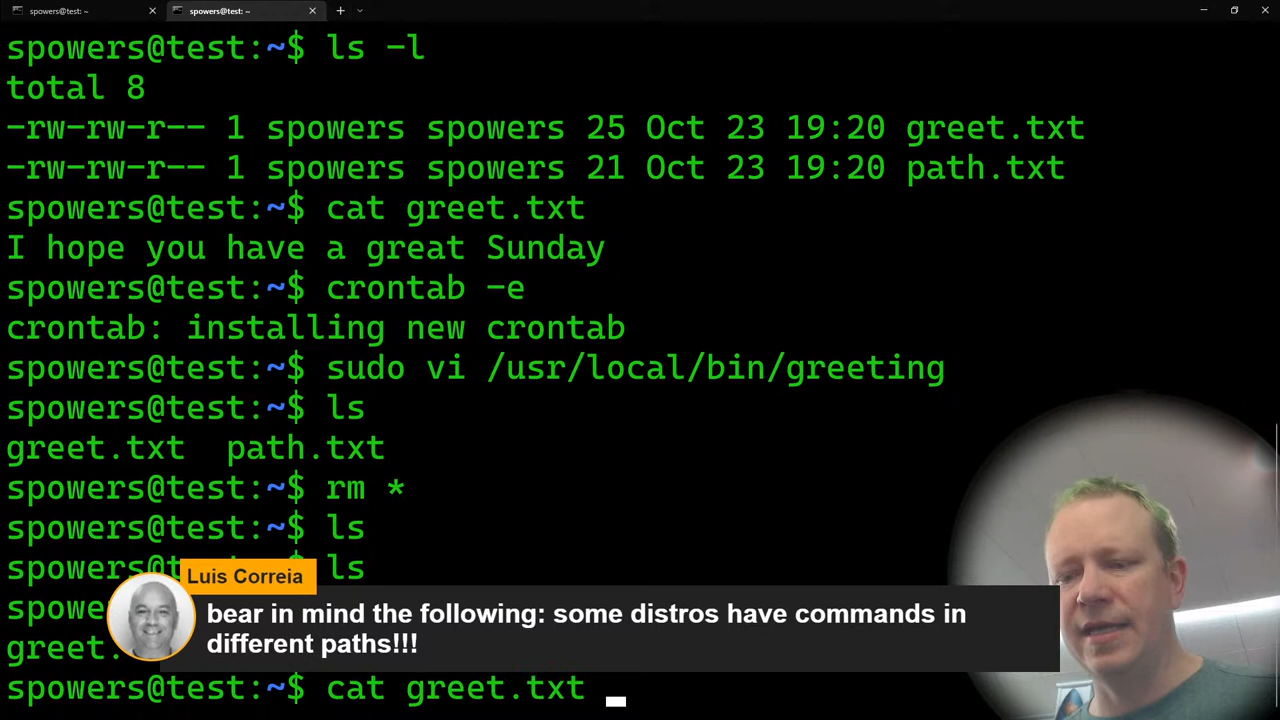 spowers@test: ~
spowers@test: ~
spowers@test:~$ ls -l
total 8
-rw-rw-r-- 1 spowers spowers 25 Oct 23 19:20 greet.txt
-rw-rw-r-- 1 spowers spowers 21 Oct 23 19:20 path.txt
spowers@test:~$ cat greet.txt
I hope you have a great Sunday
spowers@test:~$ crontab -e
crontab: installing new crontab
spowers@test:~$ sudo vi /usr/local/bin/greeting
spowers@test:~$ ls
greet.txt  path.txt
spowers@test:~$ rm *
spowers@test:~$ ls
spowers@test:~$ ls
Luis Correia
bear in mind the following: some distros have commands in
different paths!!!
spowers@test:~$ cat greet.txt